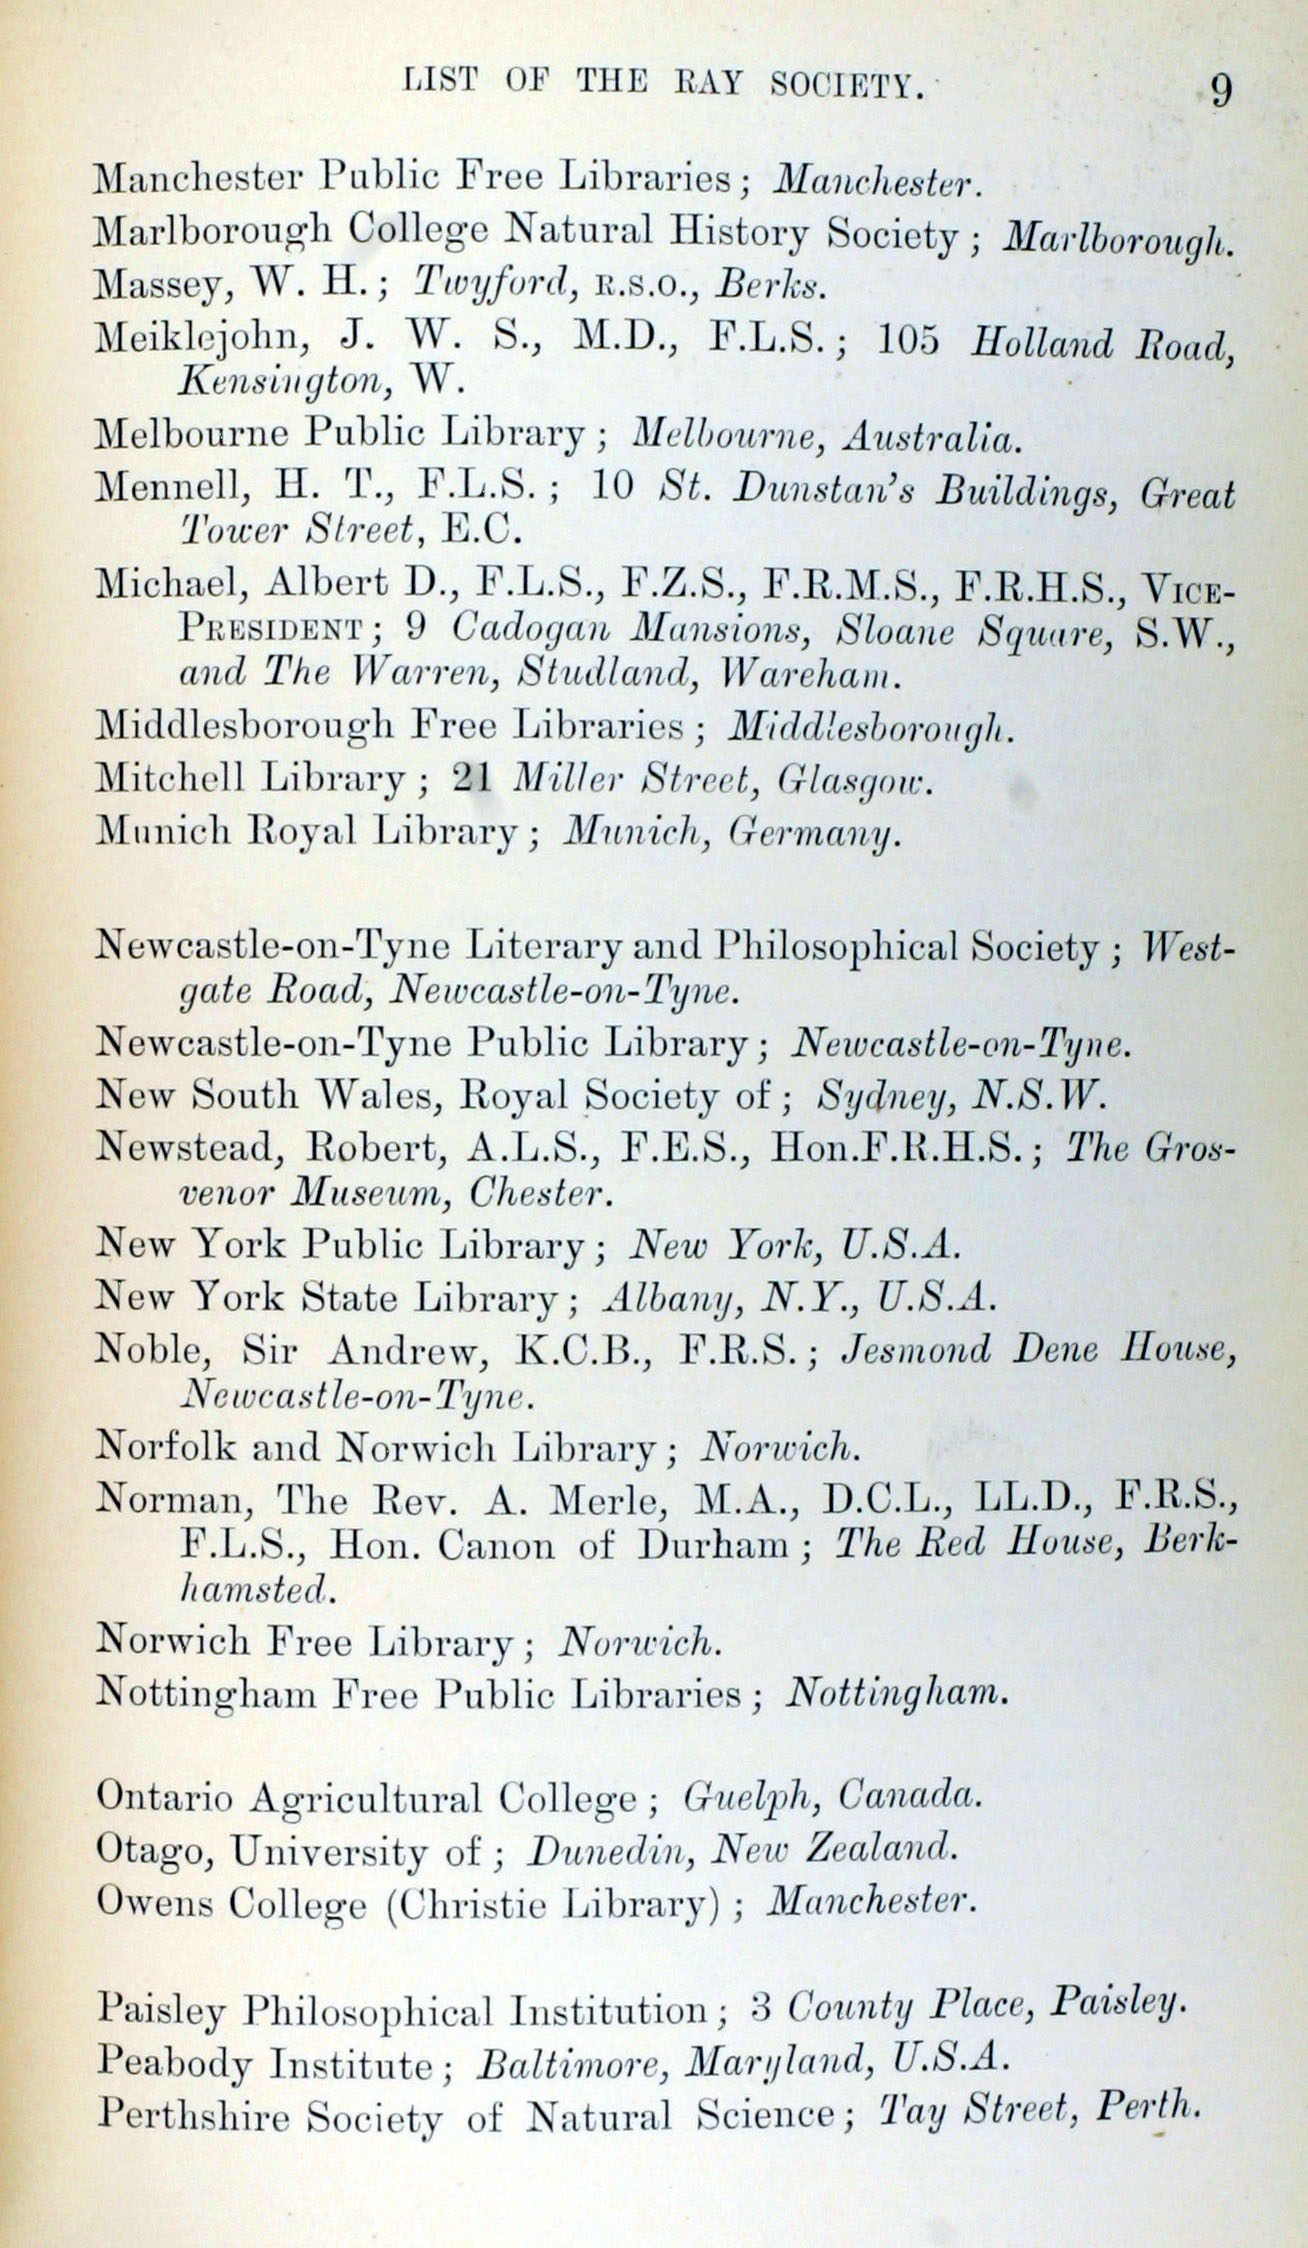 LIST OF THE RAY SOCIETY. 9
Manchester Public Free Libraries; Manchester.
Marlborough College Natural History Society; Marlborough.
Massey, W. H.; Twyford, R.S.O., Berks.
Meiklejohn, J. W. S., M.D., F.L.S.; 105 Holland Road,
Kensington, W.
Melbourne Public Library; Melbourne, Australia.
Mennell, H. T., F.L.S.; 10 St. Dunstan's Buildings, Great
Tower Street, E.C.
Michael, Albert D., F.L.S., F.Z.S., F.R.M.S., F.R.H.S., VICE-
PRESIDENT; 9 Cadogan Mansions, Sloane Square, S.W.,
and The Warren, Studland, Wareham.
Middlesborough Free Libraries; Middlesborough.
Mitchell Library; 21 Miller Street, Glasgow.
Munich Royal Library; Munich, Germany.
Newcastle-on-Tyne Literary and Philosophical Society; West-
gate Road, Newcastle-on-Tyne.
Newcastle-on-Tyne Public Library; Newcastle-on-Tyne.
New South Wales, Royal Society of; Sydney, N.S.W.
Newstead, Robert, A.L.S., F.E.S., Hon.F.R.H.S.; The Gros-
venor Museum, Chester.
New York Public Library; New York, U.S.A.
New York State Library; Albany, N.Y., U.S.A.
Noble, Sir Andrew, K.C.B., F.R.S.; Jesmond Dene House,
Newcastle-on-Tyne.
Norfolk and Norwich Library; Norwich.
Norman, The Rev. A. Merle, M.A., D.C.L., LL.D., F.R.S.,
F.L.S., Hon. Canon of Durham; The Red House, Berk-
hamsted.
Norwich Free Library; Norwich.
Nottingham Free Public Libraries; Nottingham.
Ontario Agricultural College; Guelph, Canada.
Otago, University of; Dunedin, New Zealand.
Owens College (Christie Library); Manchester.
Paisley Philosophical Institution; 3 County Place, Paisley.
Peabody Institute; Baltimore, Maryland, U.S.A.
Perthshire Society of Natural Science; Tay Street, Perth.